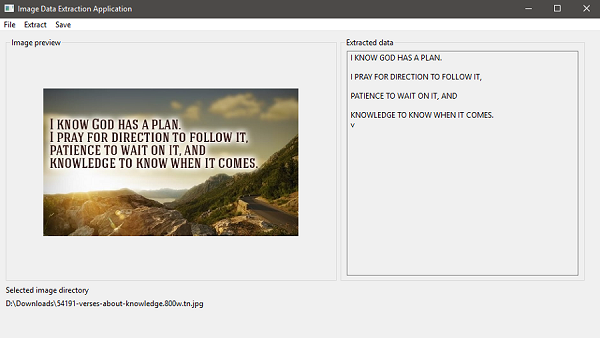 Image Data Extraction Application
File Extract Save
Image preview
I KNOW GOD HAS A PLAN.
I PRAY FOR DIRECTION TO FOLLOW IT,
PATIENCE TO WAIT ON IT, AND
KNOWLEDGE TO KNOW WHEN IT COMES.
Extracted data
I KNOW GOD HAS A PLAN.
I PRAY FOR DIRECTION TO FOLLOW IT,
PATIENCE TO WAIT ON IT, AND
KNOWLEDGE TO KNOW WHEN IT COMES.
v
Selected image directory
D:\Downloads\54191-verses-about-knowledge.800w.tn.jpg